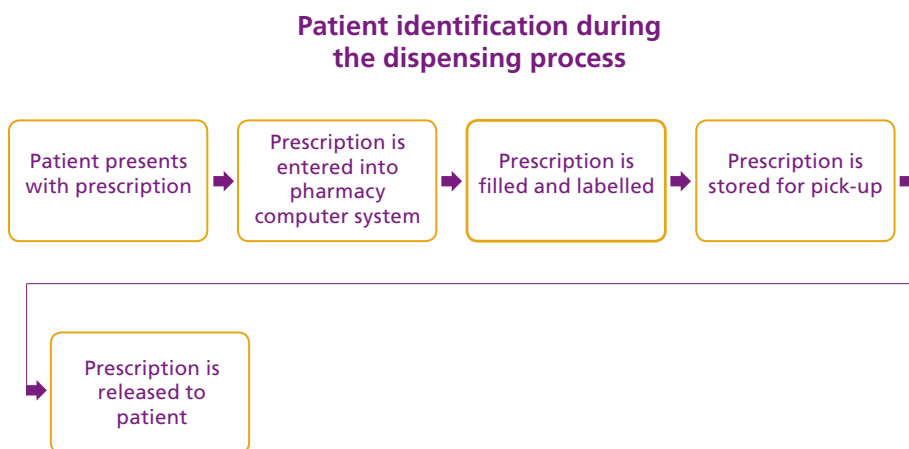 Patient identification during
the dispensing process
Patient presents
with prescription
Prescription is
entered into
pharmacy
computer system
Prescription is
filled and labelled
Prescription is
stored for pick-up
Prescription is
released to
patient